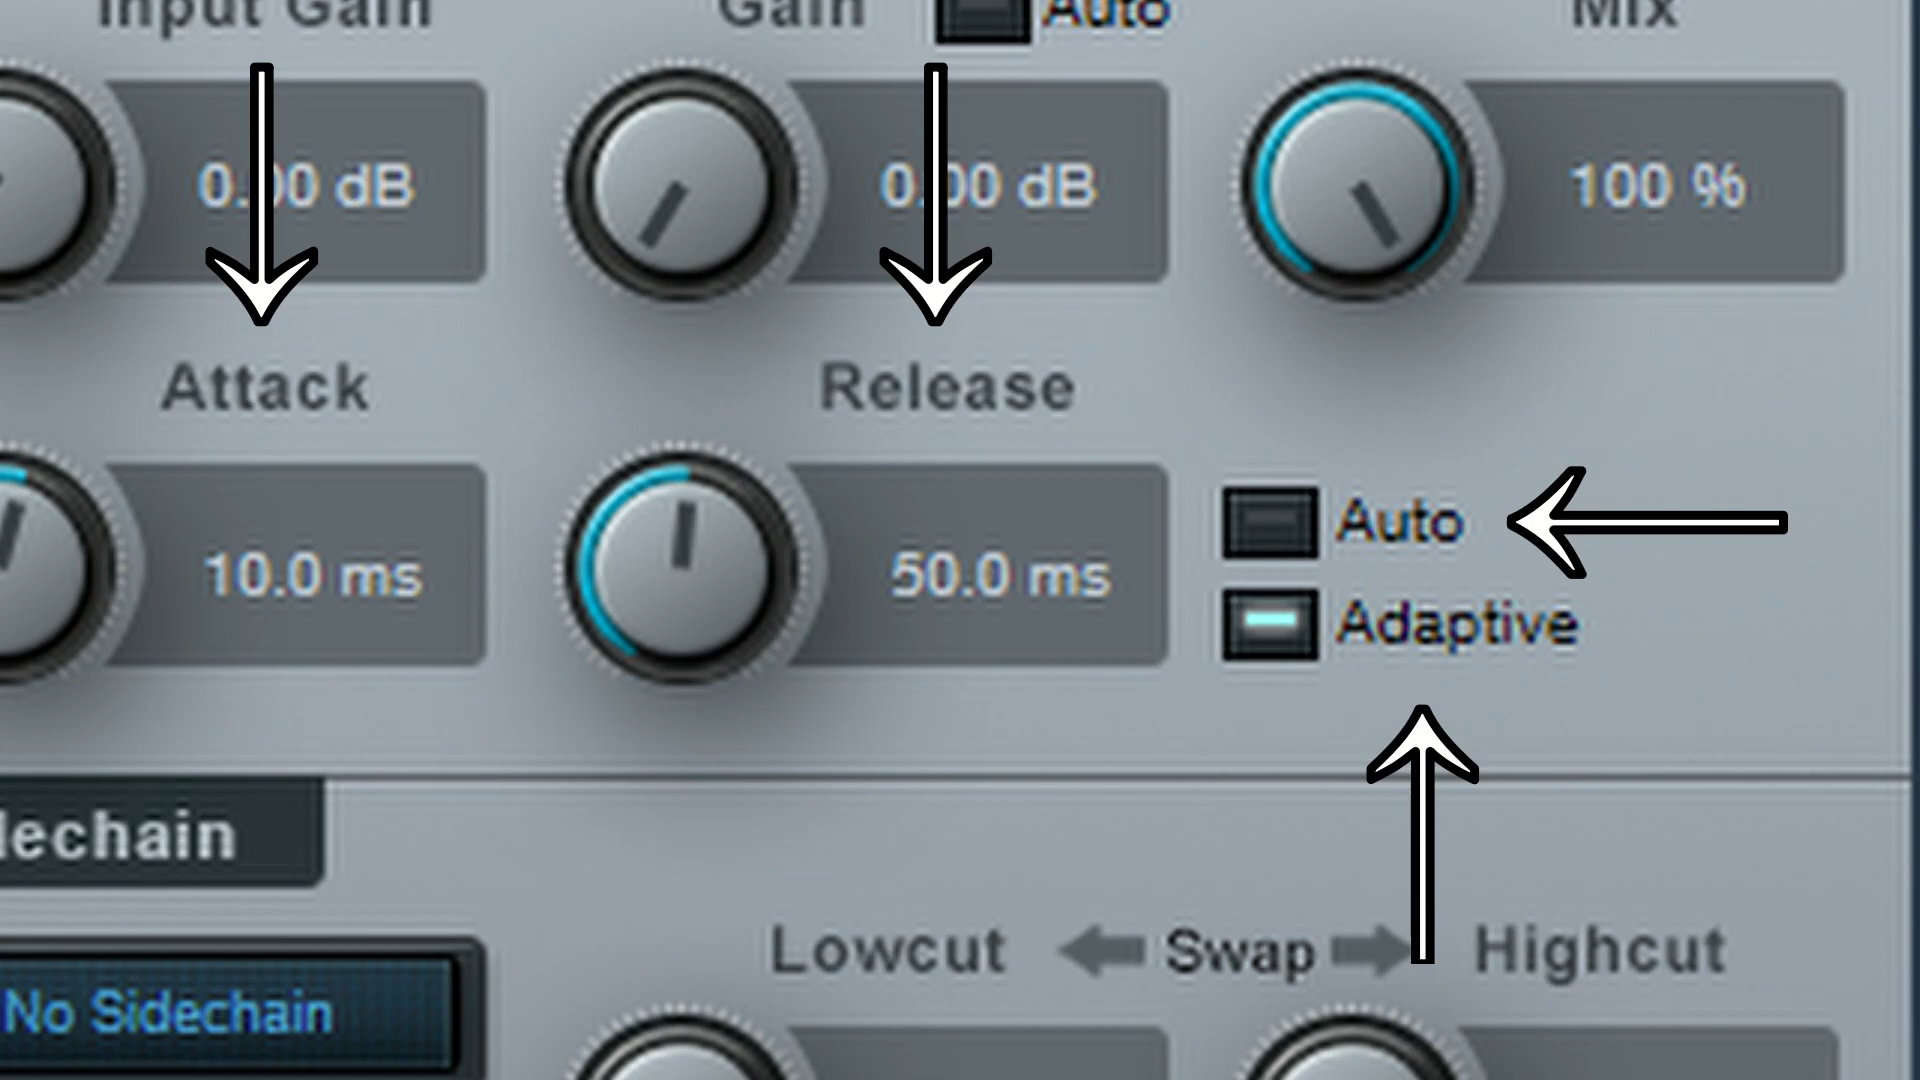 Input Gain
Gain
Auto
Mix
0.00 dB
0.00 dB
100 %
Attack
Release
10.0 ms
50.0 ms
Auto
Adaptive
dechain
Lowcut
Swap
Highcut
No Sidechain